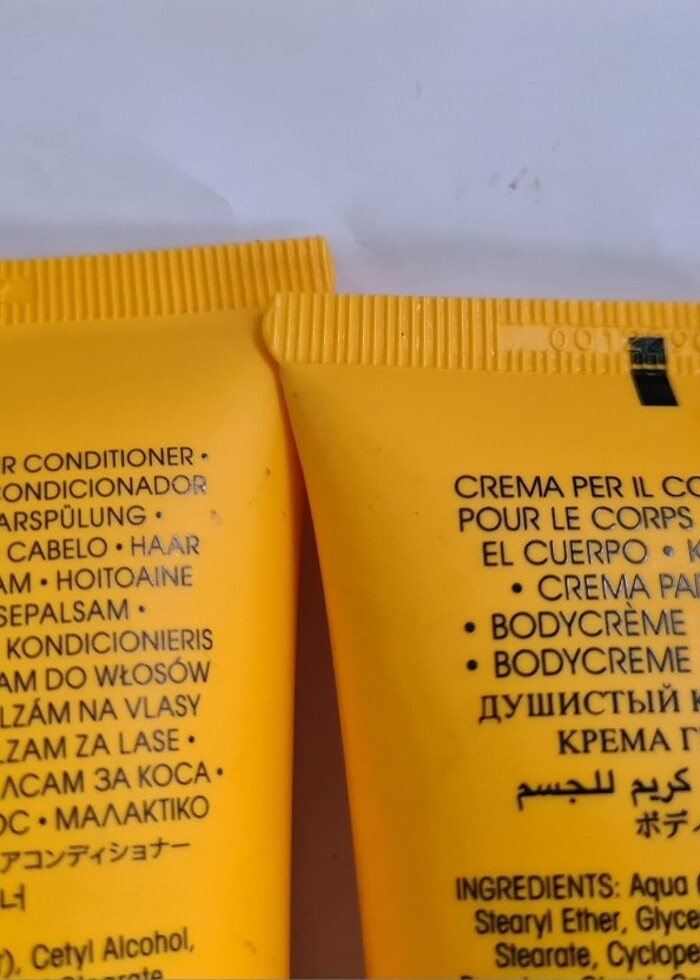 R CONDITIONER •
CONDICIONADOR
ARSPÜLUNG •
CABELO • HAAR
AM • HOITOAINE
SEPALSAM •
KONDICIONIERIS
AM DO WŁOSÓW
LZÁM NA VLASY
LZAM ZA LASE •
ЛСАМ ЗА КОСА •
ОС • ΜΑΛΑΚΤΙΚΟ
アコンディショナー
너
), Cetyl Alcohol,
Stearate
CREMA PER IL CO
POUR LE CORPS
EL CUERPO • K
• CREMA PA
• BODYCRÈME
• BODYCREME
ДУШИСТЫЙ К
КРЕМА Г
كريم للجسم
ボディ
INGREDIENTS: Aqua (
Stearyl Ether, Glyce
Stearate, Cyclope